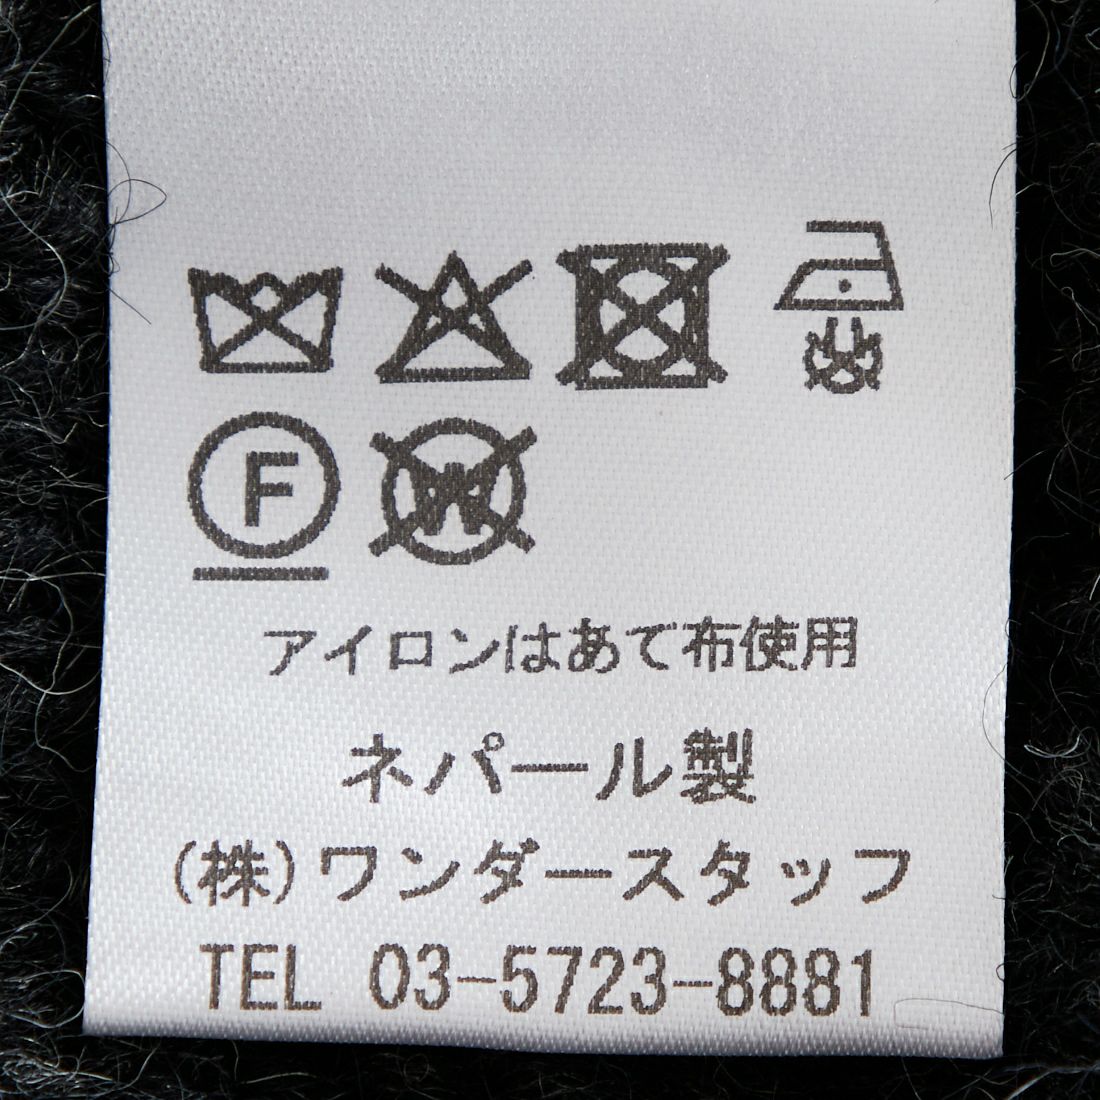 F W
アイロンはあて布使用
ネパール製
(株)ワンダースタッフ
TEL 03-5723-8881